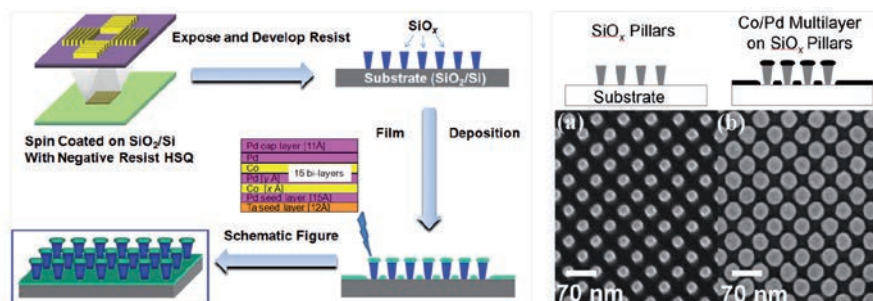 Expose and Develop Resist
SiOx
Substrate (SiO2/Si)
Spin Coated on SiO2/Si
With Negative Resist HSQ
Film Deposition
Pd cap layer [11Å]
Pd
Co
15 bi-layers
Pd [y Å]
Co [x Å]
Pd seed layer [15Å]
Ta seed layer [12Å]
Schematic Figure
SiOx Pillars
Substrate
Co/Pd Multilayer
on SiOx Pillars
(a)
70 nm
(b)
70 nm